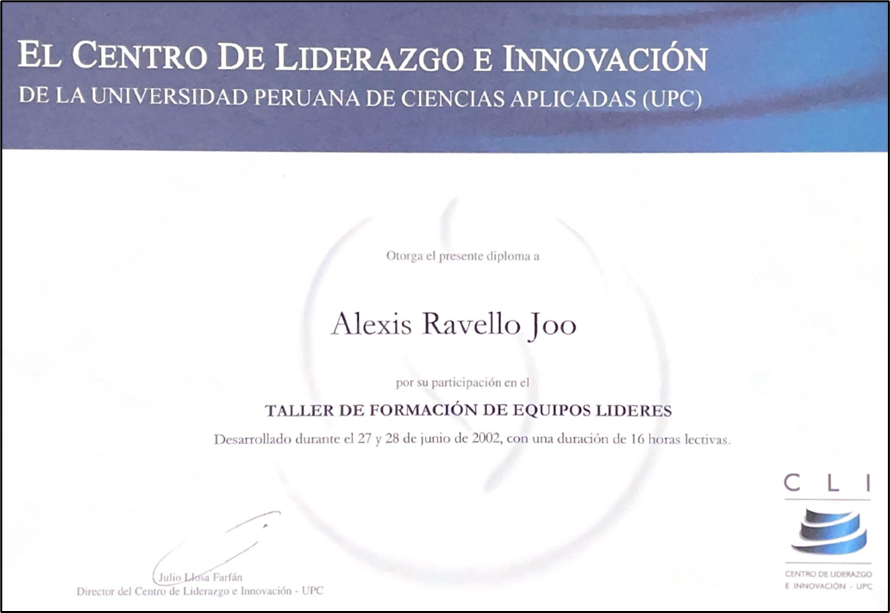 EL CENTRO DE LIDERAZGO E INNOVACIÓN
DE LA UNIVERSIDAD PERUANA DE CIENCIAS APLICADAS (UPC)
Otorga el presente diploma a
Alexis Ravello Joo
por su participación en el
TALLER DE FORMACIÓN DE EQUIPOS LIDERES
Desarrollado durante el 27 y 28 de junio de 2002, con una duración de 16 horas lectivas.
Julio Llosa Farfán
Director del Centro de Liderazgo e Innovación - UPC
CLI
CENTRO DE LIDERAZGO
E INNOVACIÓN - UPC